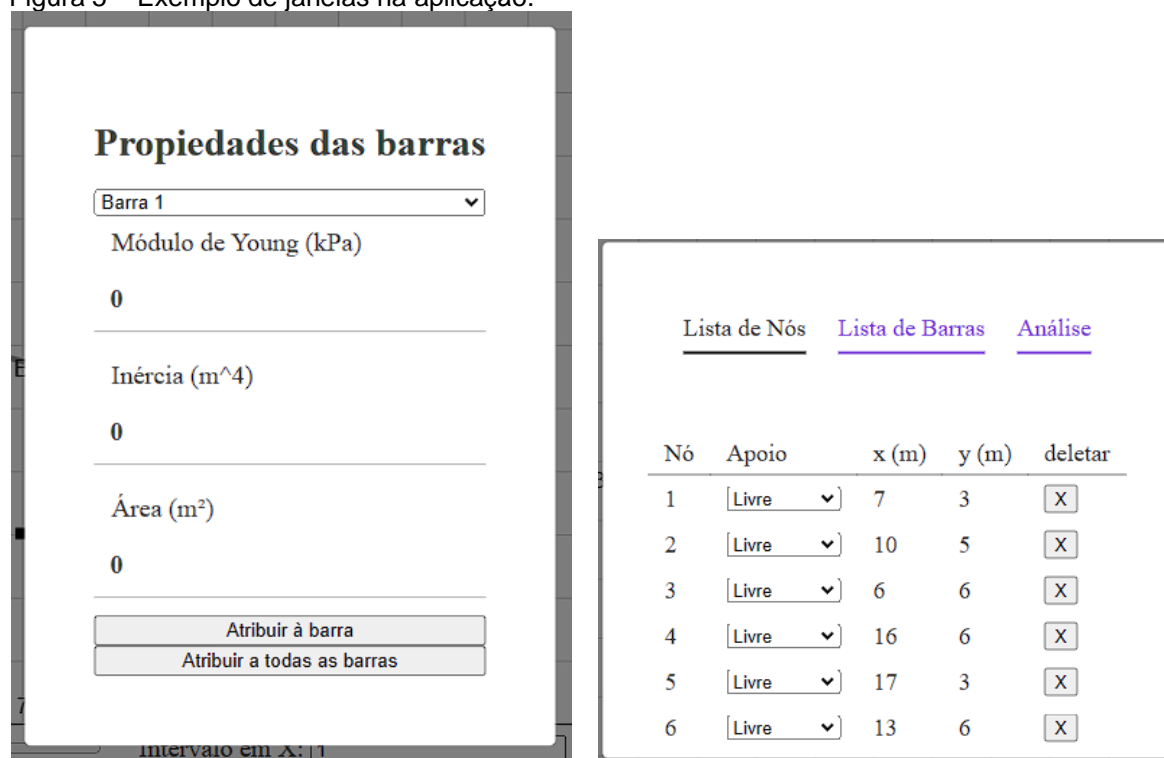 Figura 5 – Exemplo de janelas na aplicação.
Propiedades das barras
Barra 1
Módulo de Young (kPa)
0
Inércia (m^4)
0
Área (m²)
0
Atribuir à barra
Atribuir a todas as barras
7
Intervalo em X: 1
Lista de Nós Lista de Barras Análise
Nó Apoio x (m) y (m) deletar
1 Livre 7 3 X
2 Livre 10 5 X
3 Livre 6 6 X
4 Livre 16 6 X
5 Livre 17 3 X
6 Livre 13 6 X